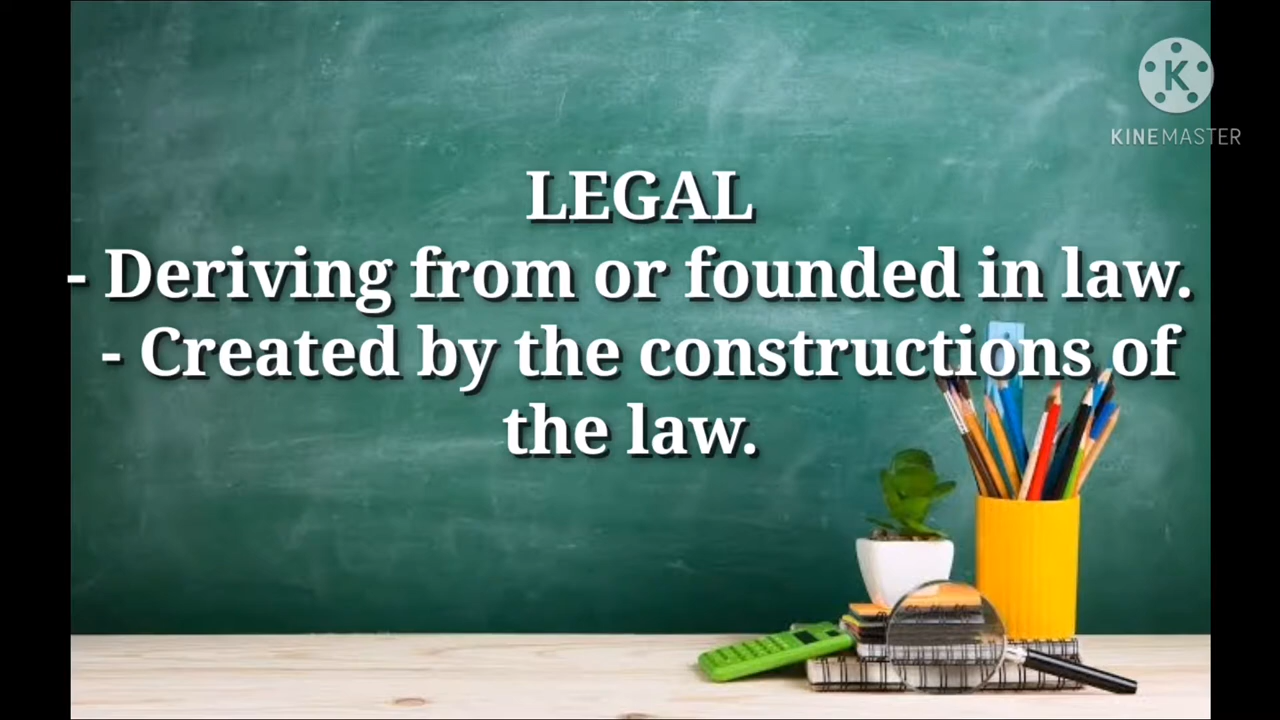 K
KINEMASTER
LEGAL
- Deriving from or founded in law.
- Created by the constructions of
the law.